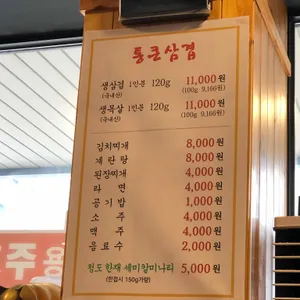 통큰삼겹
생삼겹 1인분 120g 11,000원
(국내산) (100g 9,166원)
생목살 1인분 120g 11,000원
(국내산) (100g 9,166원)
김치찌개 8,000원
계란탕 8,000원
된장찌개 4,000원
라면 4,000원
공기밥 1,000원
소주 4,000원
맥주 4,000원
음료수 2,000원
청도 한재 세미향미나리 5,000원
(한접시 150g가량)
주용